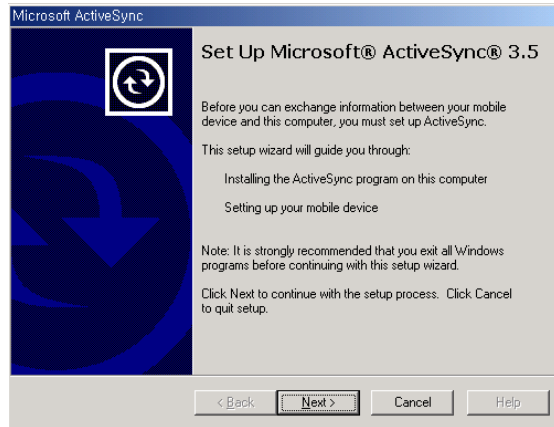 Microsoft ActiveSync
Set Up Microsoft® ActiveSync® 3.5
Before you can exchange information between your mobile
device and this computer, you must set up ActiveSync.
This setup wizard will guide you through:
Installing the ActiveSync program on this computer
Setting up your mobile device
Note: It is strongly recommended that you exit all Windows
programs before continuing with this setup wizard.
Click Next to continue with the setup process. Click Cancel
to quit setup.
< Back Next > Cancel Help